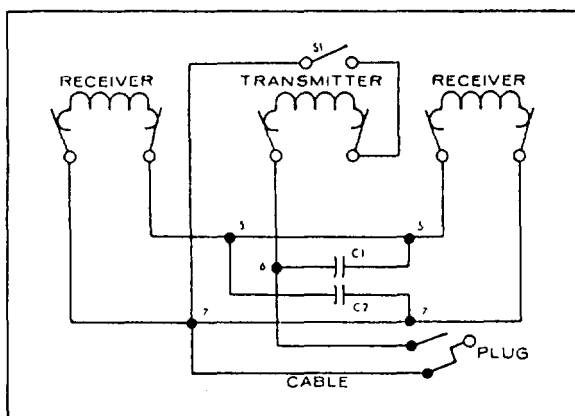 S1
RECEIVER
TRANSMITTER
RECEIVER
5
5
6
C1
C2
7
7
PLUG
CABLE